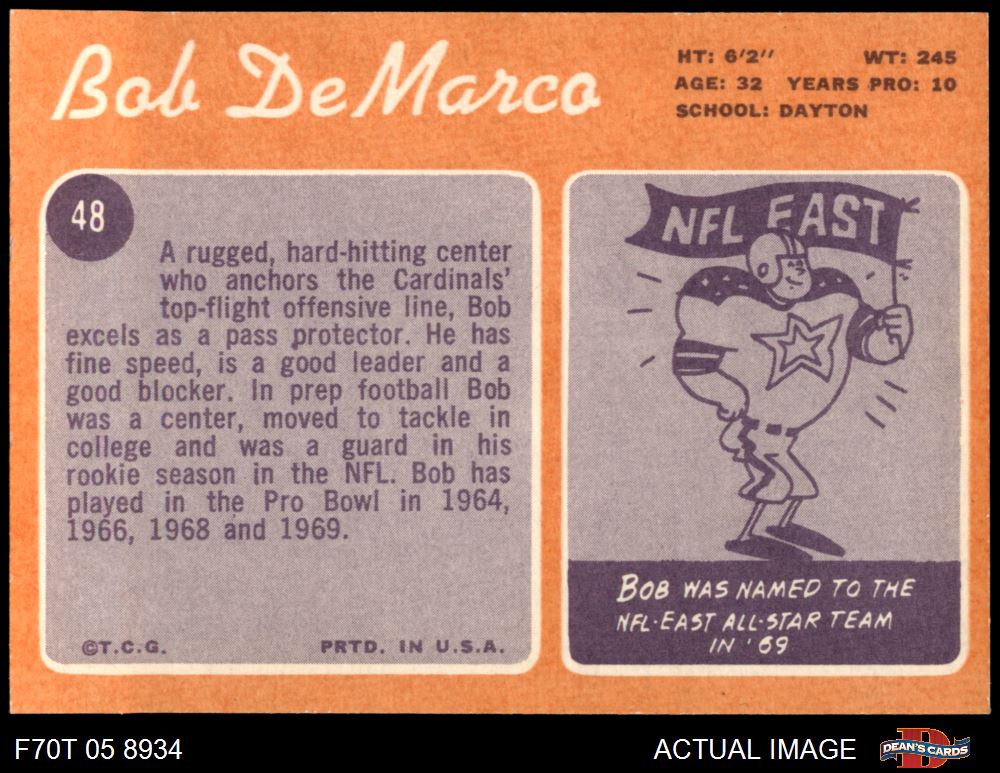 Bob DeMarco
HT: 6'2" WT: 245
AGE: 32 YEARS PRO: 10
SCHOOL: DAYTON
48
A rugged, hard-hitting center
who anchors the Cardinals'
top-flight offensive line, Bob
excels as a pass protector. He has
fine speed, is a good leader and a
good blocker. In prep football Bob
was a center, moved to tackle in
college and was a guard in his
rookie season in the NFL. Bob has
played in the Pro Bowl in 1964,
1966, 1968 and 1969.
©T.C.G. PRTD. IN U.S.A.
NFL EAST
BOB WAS NAMED TO THE
NFL-EAST ALL-STAR TEAM
IN '69
F70T 05 8934
ACTUAL IMAGE
D
DEAN'S CARDS